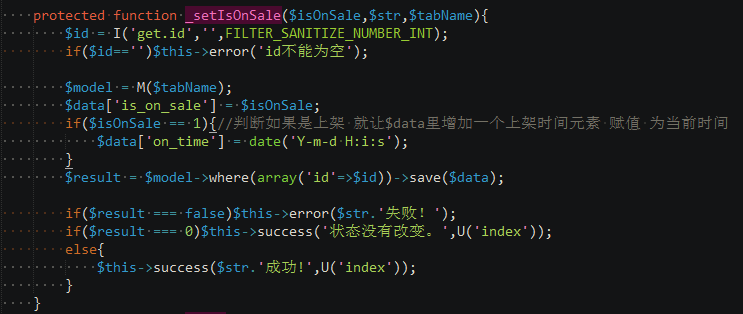 protected function _setIsOnSale($isOnSale,$str,$tabName){
$id = I('get.id','',FILTER_SANITIZE_NUMBER_INT);
if($id=='')$this->error('id不能为空');
$model = M($tabName);
$data['is_on_sale'] = $isOnSale;
if($isOnSale == 1){//判断如果是上架 就让$data里增加一个上架时间元素 赋值 为当前时间
$data['on_time'] = date('Y-m-d H:i:s');
}
$result = $model->where(array('id'=>$id))->save($data);
if($result === false)$this->error($str.'失败! ');
if($result === 0)$this->success('状态没有改变。',U('index'));
else{
$this->success($str.'成功!',U('index'));
}
}